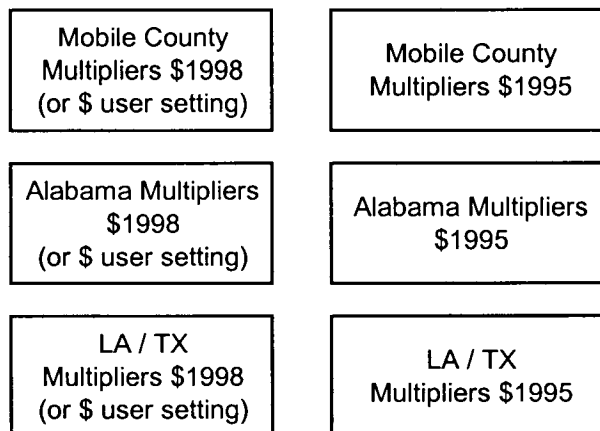 Mobile County
Multipliers $1998
(or $ user setting)
Mobile County
Multipliers $1995
Alabama Multipliers
$1998
(or $ user setting)
Alabama Multipliers
$1995
LA / TX
Multipliers $1998
(or $ user setting)
LA / TX
Multipliers $1995